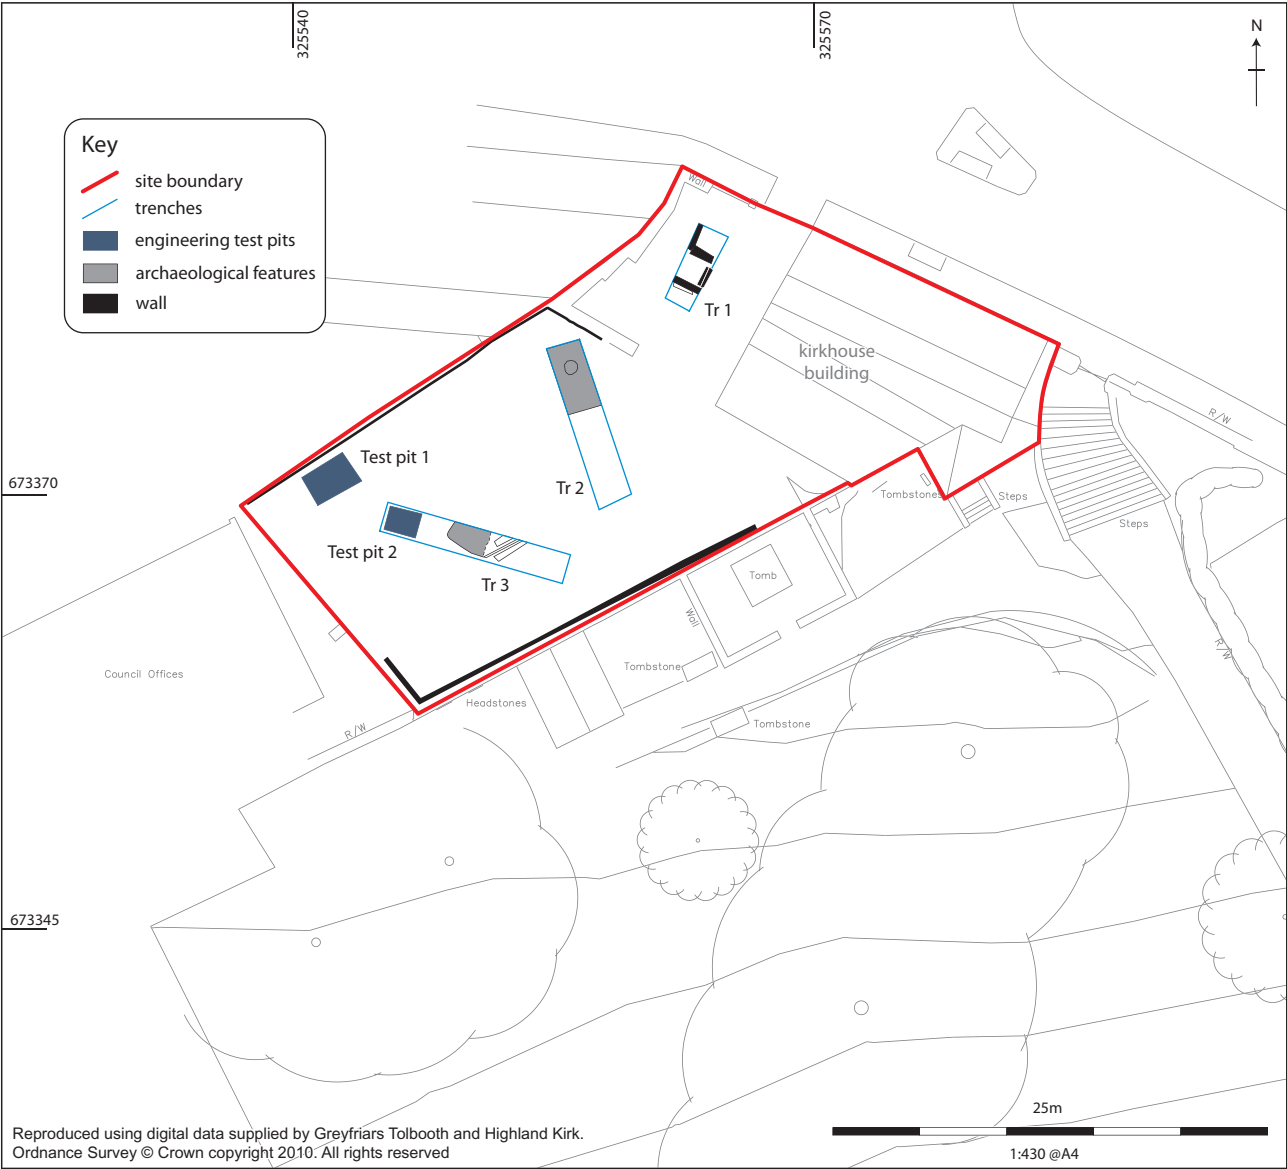 325540
325570
N
Key
site boundary
trenches
engineering test pits
archaeological features
wall
Wall
Tr 1
kirkhouse
building
R/W
Test pit 1
673370
Tr 2
Tombstones
Steps
Steps
Test pit 2
Tr 3
Tomb
Wall
R/W
Council Offices
Tombstone
Headstones
Tombstone
R/W
673345
25m
Reproduced using digital data supplied by Greyfriars Tolbooth and Highland Kirk.
Ordnance Survey © Crown copyright 2010. All rights reserved
1:430 @A4